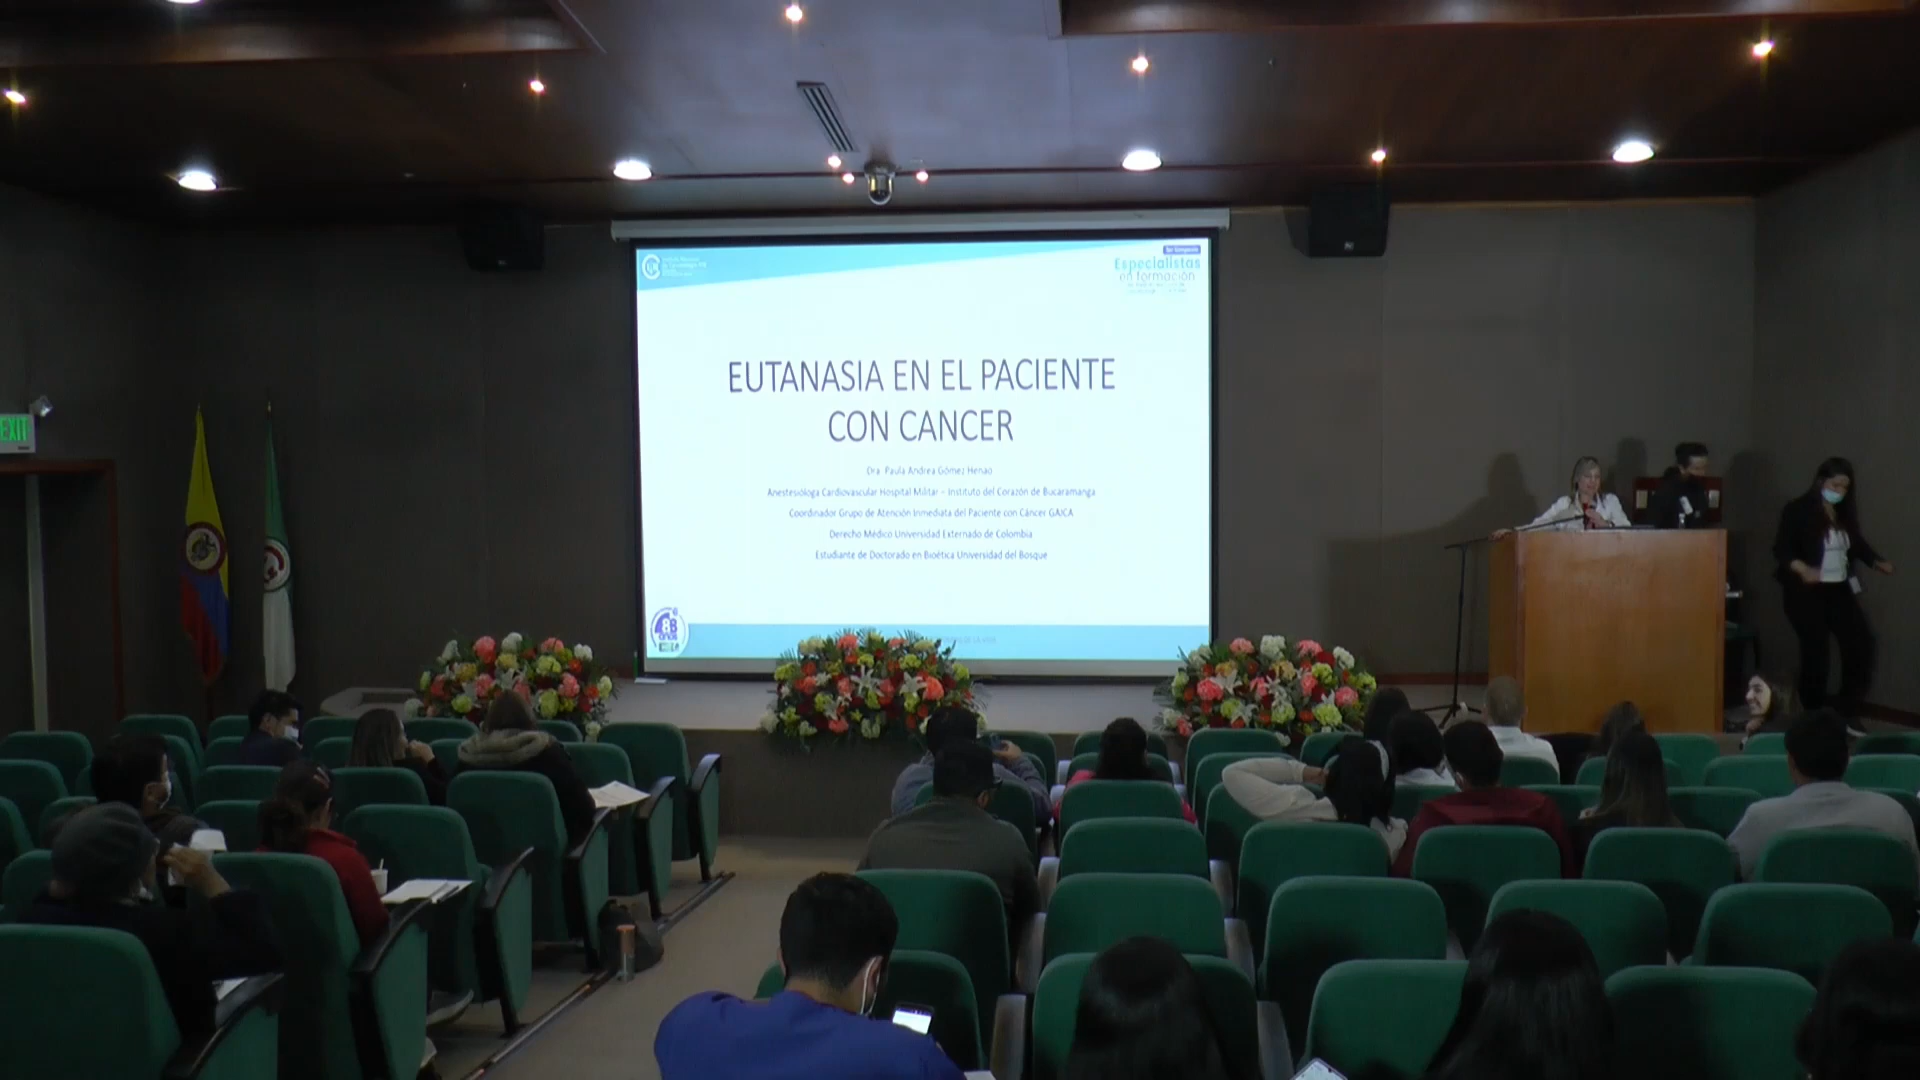 EXIT
Especialistas
en formación
EUTANASIA EN EL PACIENTE
CON CANCER
Dra. Paula Andrea Gómez Henao
Anestesióloga Cardiovascular Hospital Militar – Instituto del Corazón de Bucaramanga
Coordinador Grupo de Atención Inmediata del Paciente con Cáncer GAICA
Derecho Médico Universidad Externado de Colombia
Estudiante de Doctorado en Bioética Universidad del Bosque
88
años